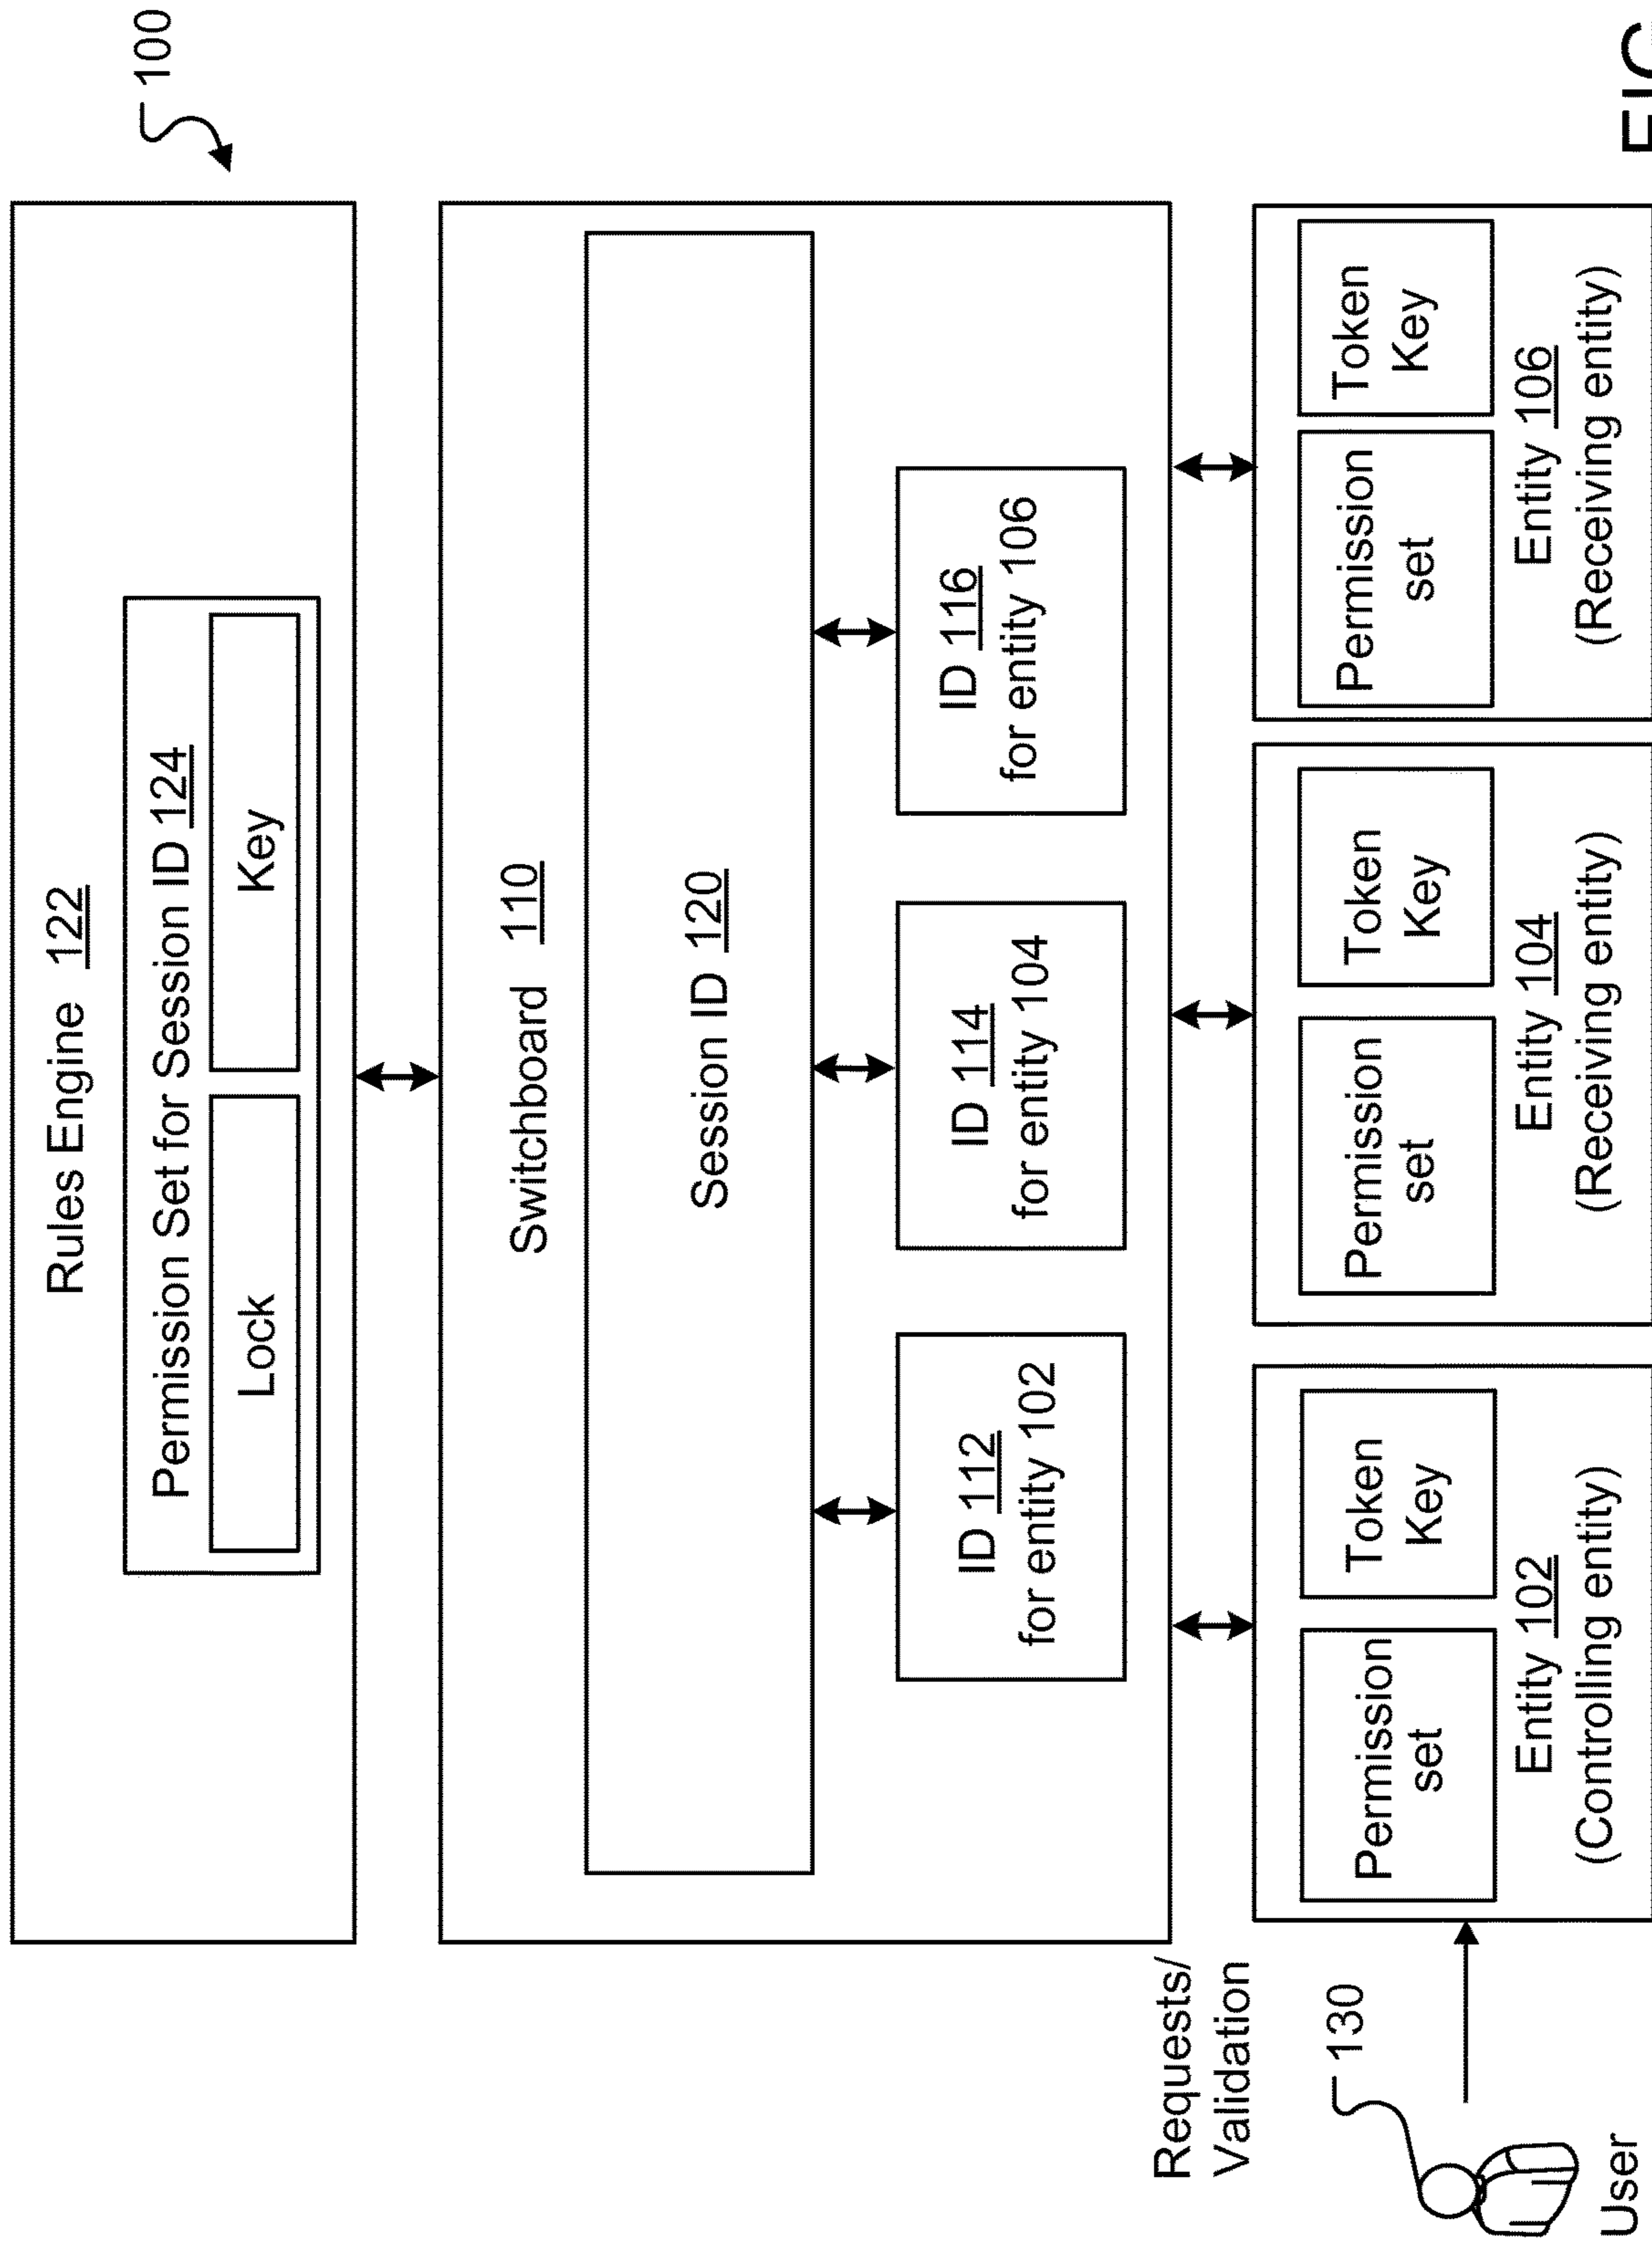 100
Rules Engine 122
Permission Set for Session ID 124
Lock
Key
Switchboard 110
Session ID 120
ID 112
for entity 102
ID 114
for entity 104
ID 116
for entity 106
Requests/
Validation
130
User
Permission
set
Token
Key
Entity 102
(Controlling entity)
Permission
set
Token
Key
Entity 104
(Receiving entity)
Permission
set
Token
Key
Entity 106
(Receiving entity)